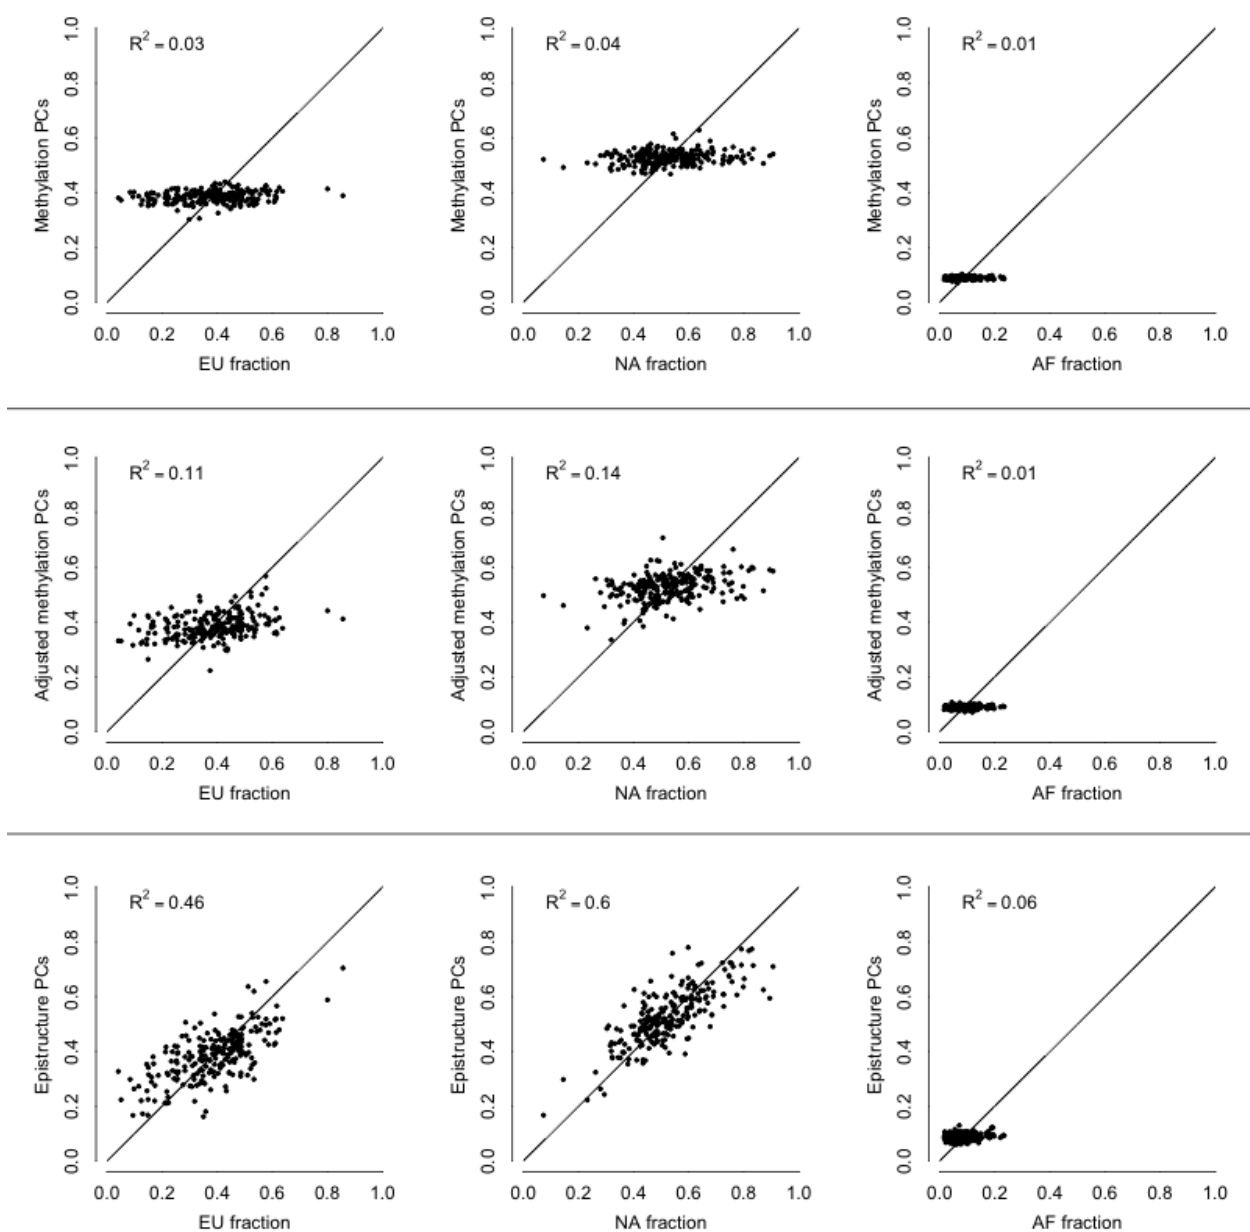 R² = 0.03
Methylation PCs
0.0 0.2 0.4 0.6 0.8 1.0
0.0 0.2 0.4 0.6 0.8 1.0
EU fraction
R² = 0.04
Methylation PCs
0.0 0.2 0.4 0.6 0.8 1.0
0.0 0.2 0.4 0.6 0.8 1.0
NA fraction
R² = 0.01
Methylation PCs
0.0 0.2 0.4 0.6 0.8 1.0
0.0 0.2 0.4 0.6 0.8 1.0
AF fraction
R² = 0.11
Adjusted methylation PCs
0.0 0.2 0.4 0.6 0.8 1.0
0.0 0.2 0.4 0.6 0.8 1.0
EU fraction
R² = 0.14
Adjusted methylation PCs
0.0 0.2 0.4 0.6 0.8 1.0
0.0 0.2 0.4 0.6 0.8 1.0
NA fraction
R² = 0.01
Adjusted methylation PCs
0.0 0.2 0.4 0.6 0.8 1.0
0.0 0.2 0.4 0.6 0.8 1.0
AF fraction
R² = 0.46
Epistructure PCs
0.0 0.2 0.4 0.6 0.8 1.0
0.0 0.2 0.4 0.6 0.8 1.0
EU fraction
R² = 0.6
Epistructure PCs
0.0 0.2 0.4 0.6 0.8 1.0
0.0 0.2 0.4 0.6 0.8 1.0
NA fraction
R² = 0.06
Epistructure PCs
0.0 0.2 0.4 0.6 0.8 1.0
0.0 0.2 0.4 0.6 0.8 1.0
AF fraction